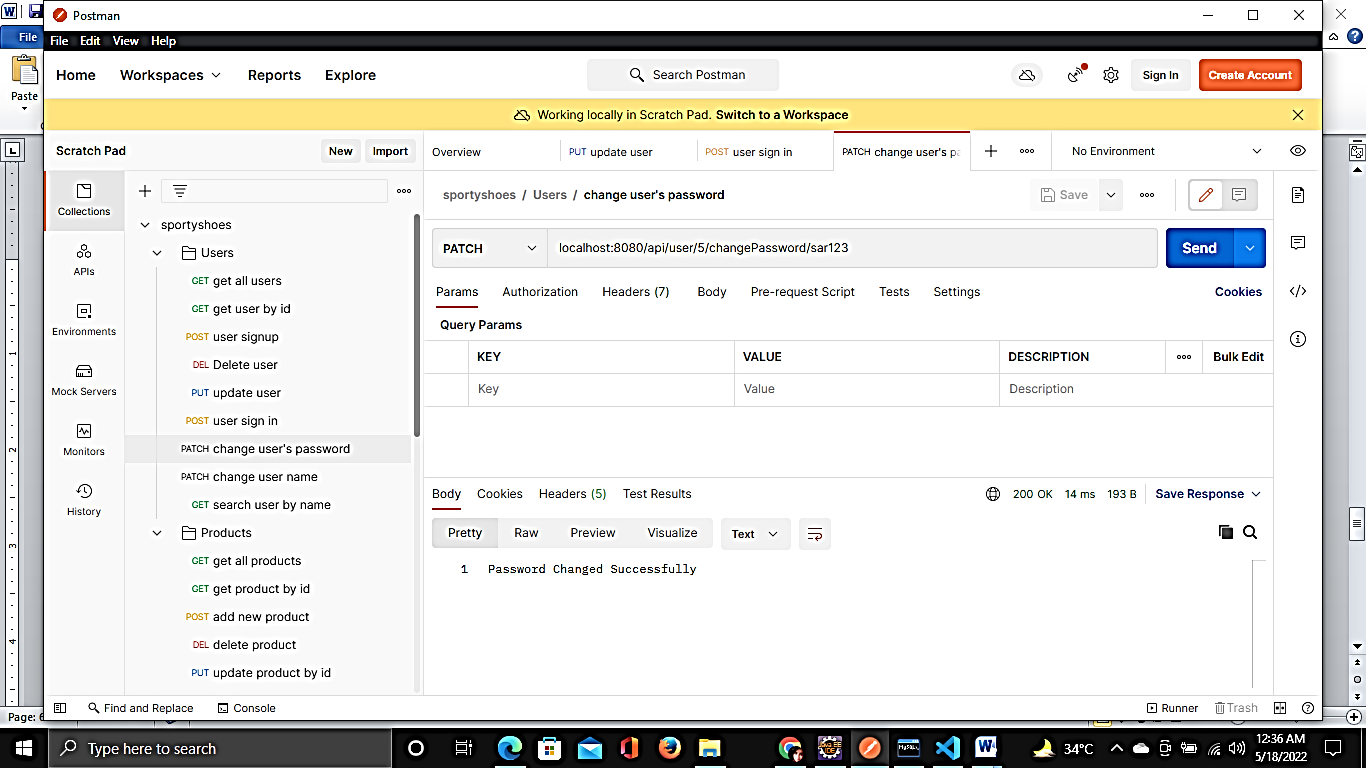 Postman
File
File Edit View Help
Paste
Home Workspaces Reports Explore Search Postman Sign In Create Account
Working locally in Scratch Pad. Switch to a Workspace
Scratch Pad New Import
Overview PUT update user POST user sign in PATCH change user's pa No Environment
Collections
APIs
Environments
Mock Servers
Monitors
History
sportyshoes
Users
GET get all users
GET get user by id
POST user signup
DEL Delete user
PUT update user
POST user sign in
PATCH change user's password
PATCH change user name
GET search user by name
Products
GET get all products
GET get product by id
POST add new product
DEL delete product
PUT update product by id
sportyshoes / Users / change user's password Save
PATCH localhost:8080/api/user/5/changePassword/sar123 Send
Params Authorization Headers (7) Body Pre-request Script Tests Settings Cookies
Query Params
KEY VALUE DESCRIPTION Bulk Edit
Key Value Description
Body Cookies Headers (5) Test Results 200 OK 14 ms 193 B Save Response
Pretty Raw Preview Visualize Text
1 Password Changed Successfully
Find and Replace Console Runner Trash
Page: 6
Type here to search 34°C 12:36 AM
5/18/2022